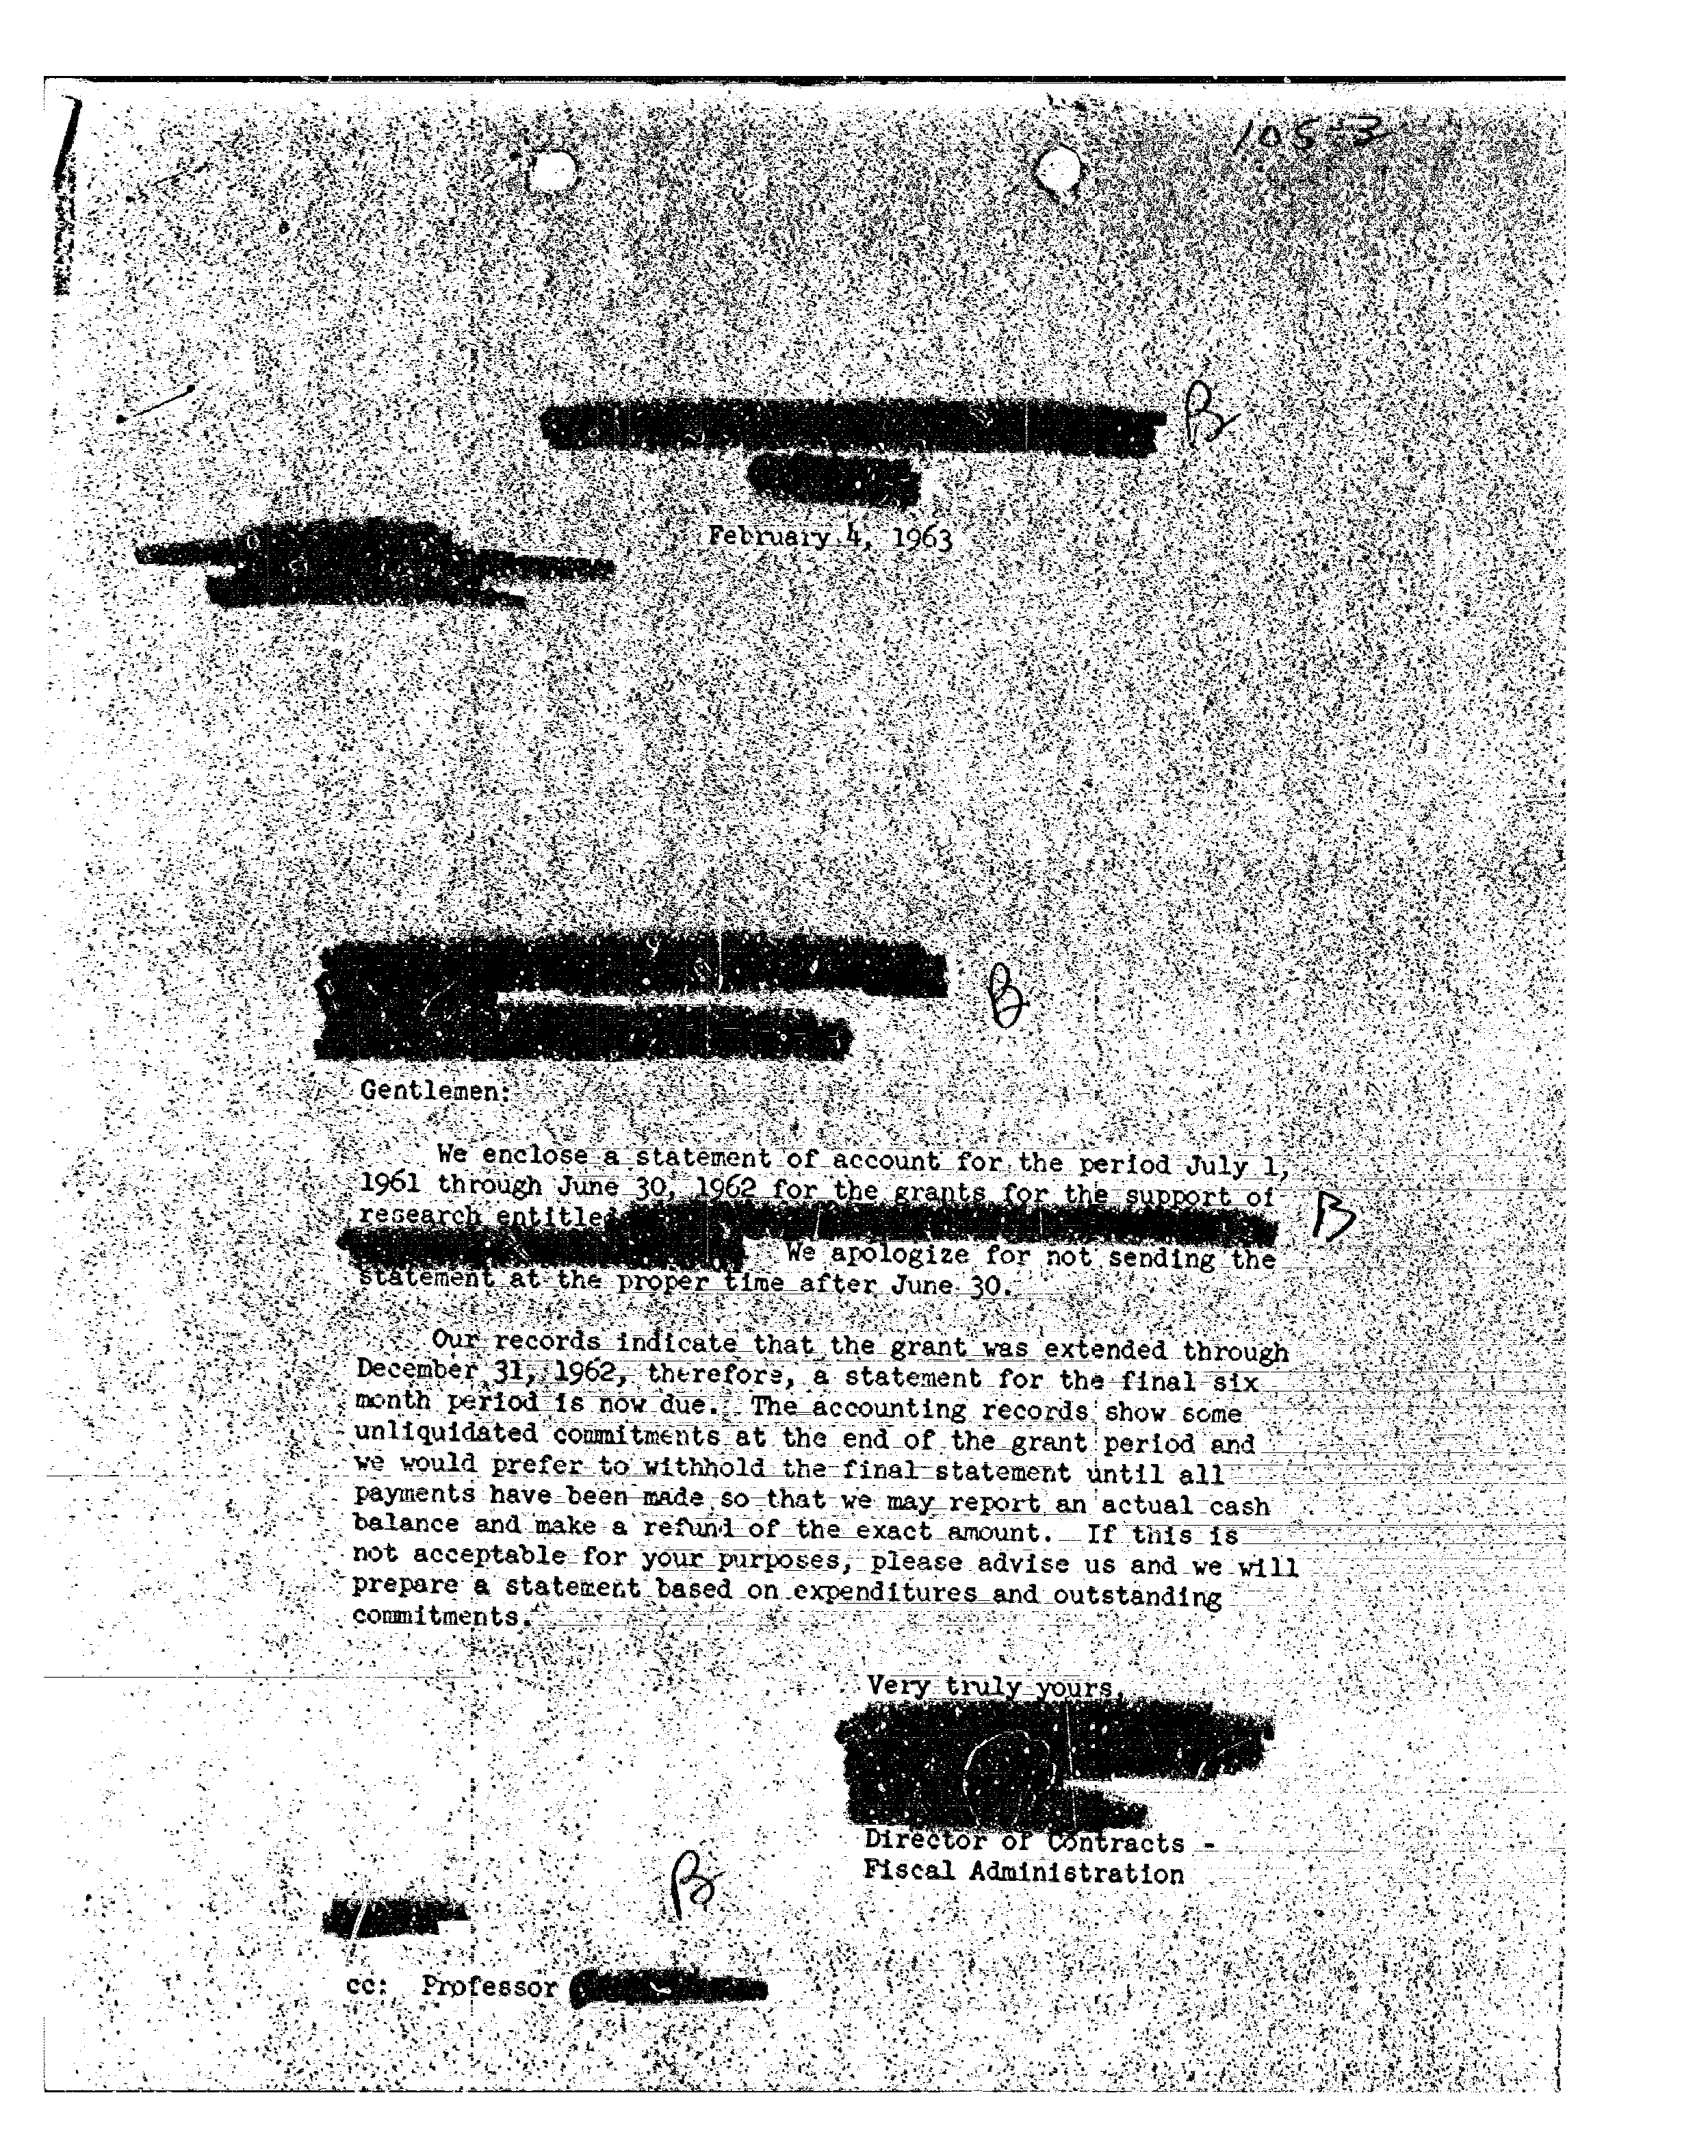 105-3
B
February 4, 1963
B
Gentlemen:
We enclose a statement of account for the period July 1,
1961 through June 30, 1962 for the grants for the support of
research entitled
B
We apologize for not sending the
statement at the proper time after June 30.
Our records indicate that the grant was extended through
December 31, 1962, therefore, a statement for the final six
month period is now due. The accounting records show some
unliquidated commitments at the end of the grant period and
we would prefer to withhold the final statement until all
payments have been made so that we may report an actual cash
balance and make a refund of the exact amount. If this is
not acceptable for your purposes, please advise us and we will
prepare a statement based on expenditures and outstanding
commitments.
Very truly yours,
Director of Contracts -
Fiscal Administration
B
cc: Professor